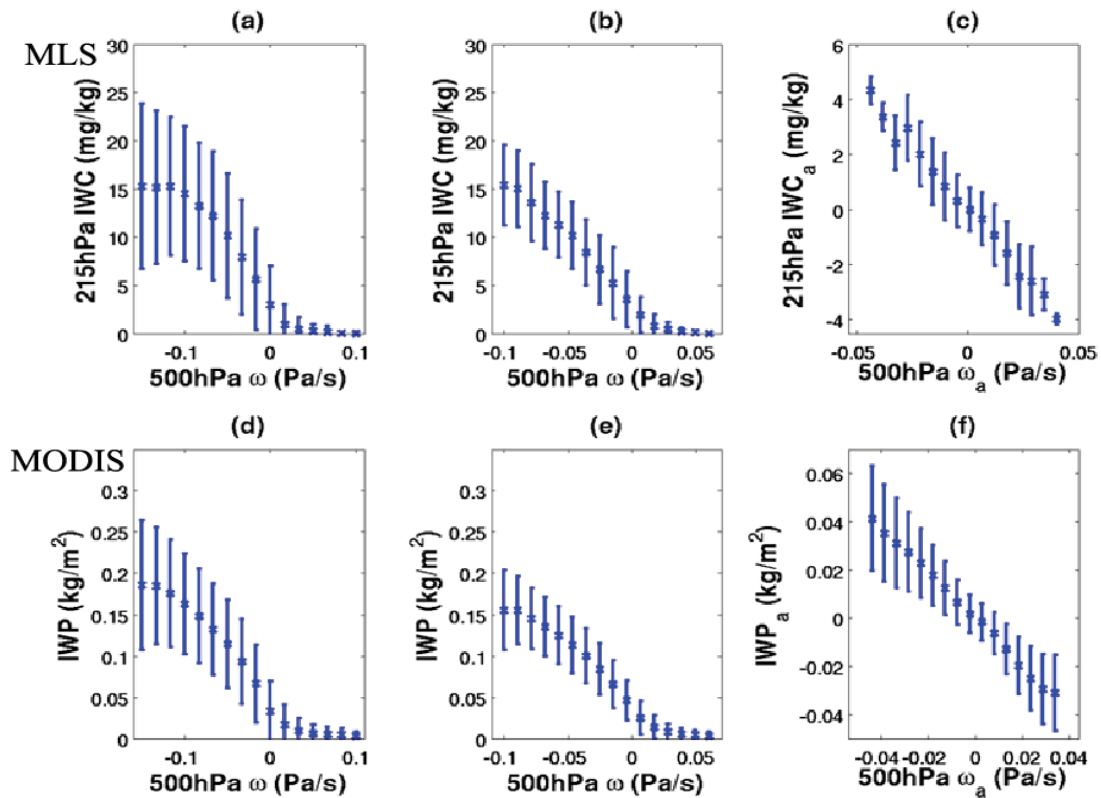 (a) (b) (c)
MLS
30 30 6
25 25 4
20 20 2
15 15 0
10 10 -2
5 5 -4
0 0
215hPa IWC (mg/kg) 215hPa IWC (mg/kg) 215hPa IWCa (mg/kg)
-0.1 0 0.1 -0.1 -0.05 0 0.05 -0.05 0 0.05
500hPa ω (Pa/s) 500hPa ω (Pa/s) 500hPa ωa (Pa/s)
(d) (e) (f)
MODIS
0.3 0.3 0.06
0.25 0.25 0.04
0.2 0.2 0.02
0.15 0.15 0
0.1 0.1 -0.02
0.05 0.05 -0.04
0 0
IWP (kg/m²) IWP (kg/m²) IWPa (kg/m²)
-0.1 0 0.1 -0.1 -0.05 0 0.05 -0.04 -0.02 0 0.02 0.04
500hPa ω (Pa/s) 500hPa ω (Pa/s) 500hPa ωa (Pa/s)